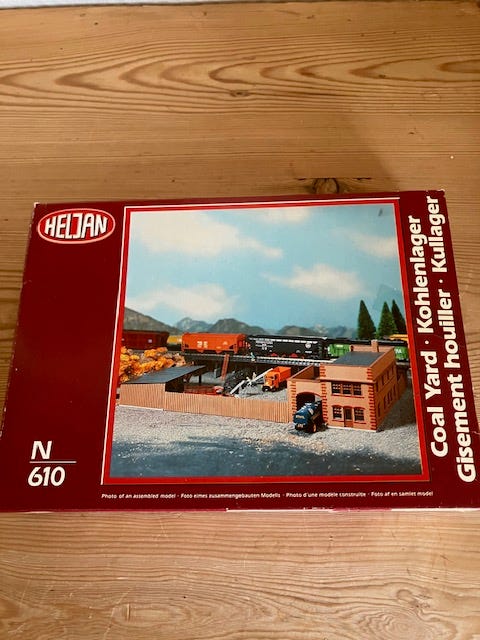 HELJAN
Coal Yard · Kohlenlager
Gisement houiller · Kullager
N
610
Photo of an assembled model · Foto eines zusammengebauten Modells · Photo d'une modèle construite · Foto af en samlet model